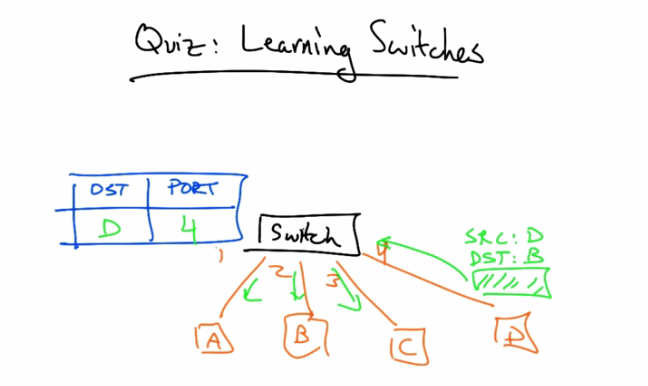 Quiz: Learning Switches
DST PORT
D 4
Switch
SRC: D
DST: B
1 2 3 4
A B C D